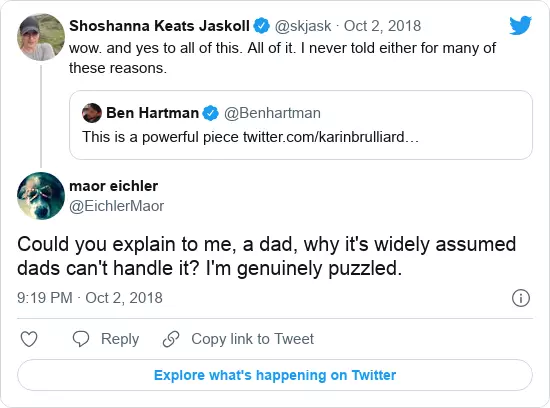 Shoshanna Keats Jaskoll @skjask · Oct 2, 2018
wow. and yes to all of this. All of it. I never told either for many of
these reasons.
Ben Hartman @Benhartman
This is a powerful piece twitter.com/karinbrulliard…
maor eichler
@EichlerMaor
Could you explain to me, a dad, why it's widely assumed
dads can't handle it? I'm genuinely puzzled.
9:19 PM · Oct 2, 2018
Reply Copy link to Tweet
Explore what's happening on Twitter